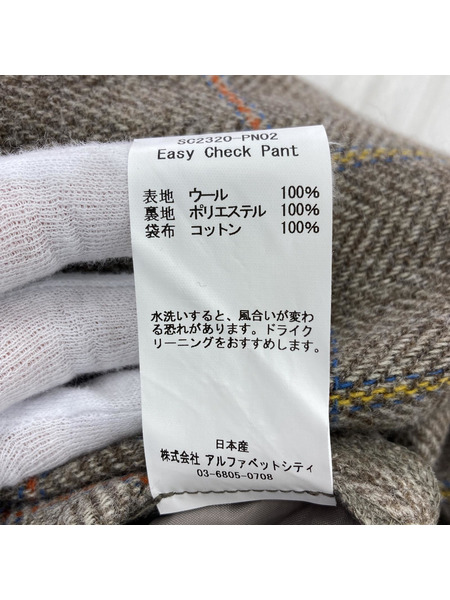 SC2320-PN02
Easy Check Pant
表地 ウール 100%
裏地 ポリエステル 100%
袋布 コットン 100%
水洗いすると、風合いが変わ
る恐れがあります。ドライク
リーニングをおすすめします。
日本産
株式会社 アルファベットシティ
03-6805-0708